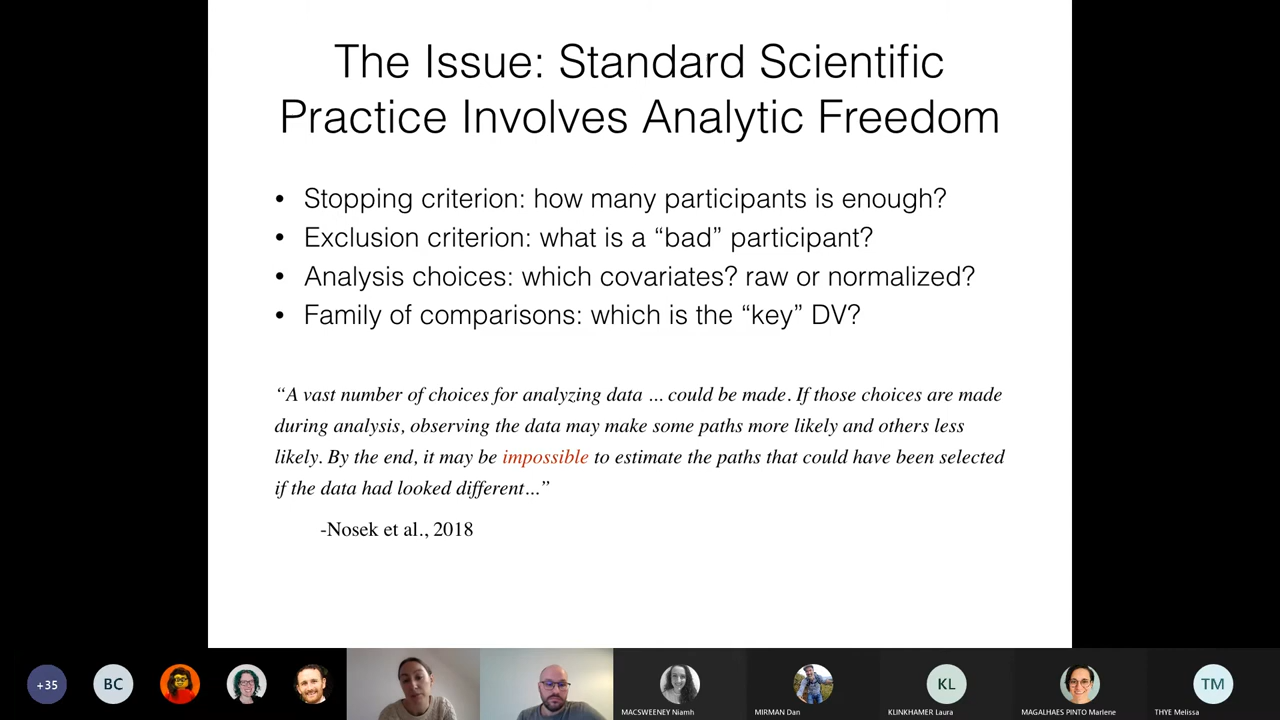 The Issue: Standard Scientific
Practice Involves Analytic Freedom
• Stopping criterion: how many participants is enough?
• Exclusion criterion: what is a “bad” participant?
• Analysis choices: which covariates? raw or normalized?
• Family of comparisons: which is the “key” DV?
“A vast number of choices for analyzing data ... could be made. If those choices are made
during analysis, observing the data may make some paths more likely and others less
likely. By the end, it may be impossible to estimate the paths that could have been selected
if the data had looked different...”
-Nosek et al., 2018
+35
BC
KL
TM
MACSWEENEY Niamh
MIRMAN Dan
KLINKHAMER Laura
MAGALHAES PINTO Marlene
THYE Melissa